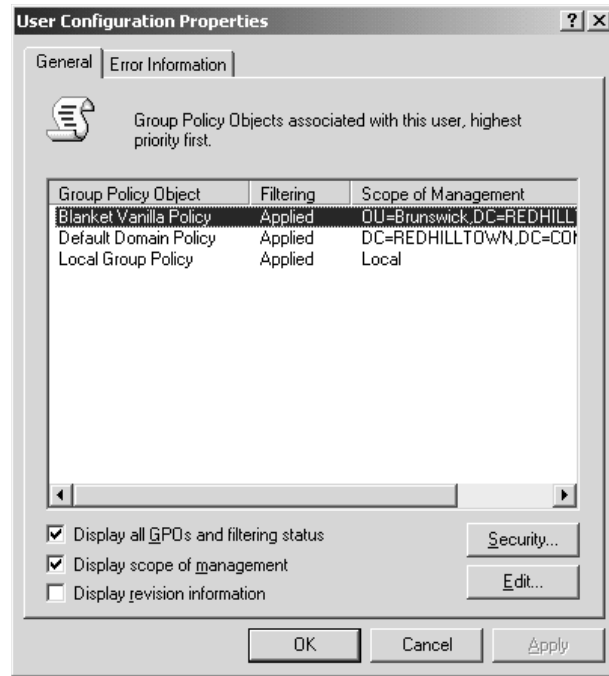 User Configuration Properties
General Error Information
Group Policy Objects associated with this user, highest
priority first.
Group Policy Object Filtering Scope of Management
Blanket Vanilla Policy Applied OU=Brunswick,DC=REDHILL
Default Domain Policy Applied DC=REDHILLTOWN,DC=CO
Local Group Policy Applied Local
Display all GPOs and filtering status
Security...
Display scope of management
Edit...
Display revision information
OK Cancel Apply